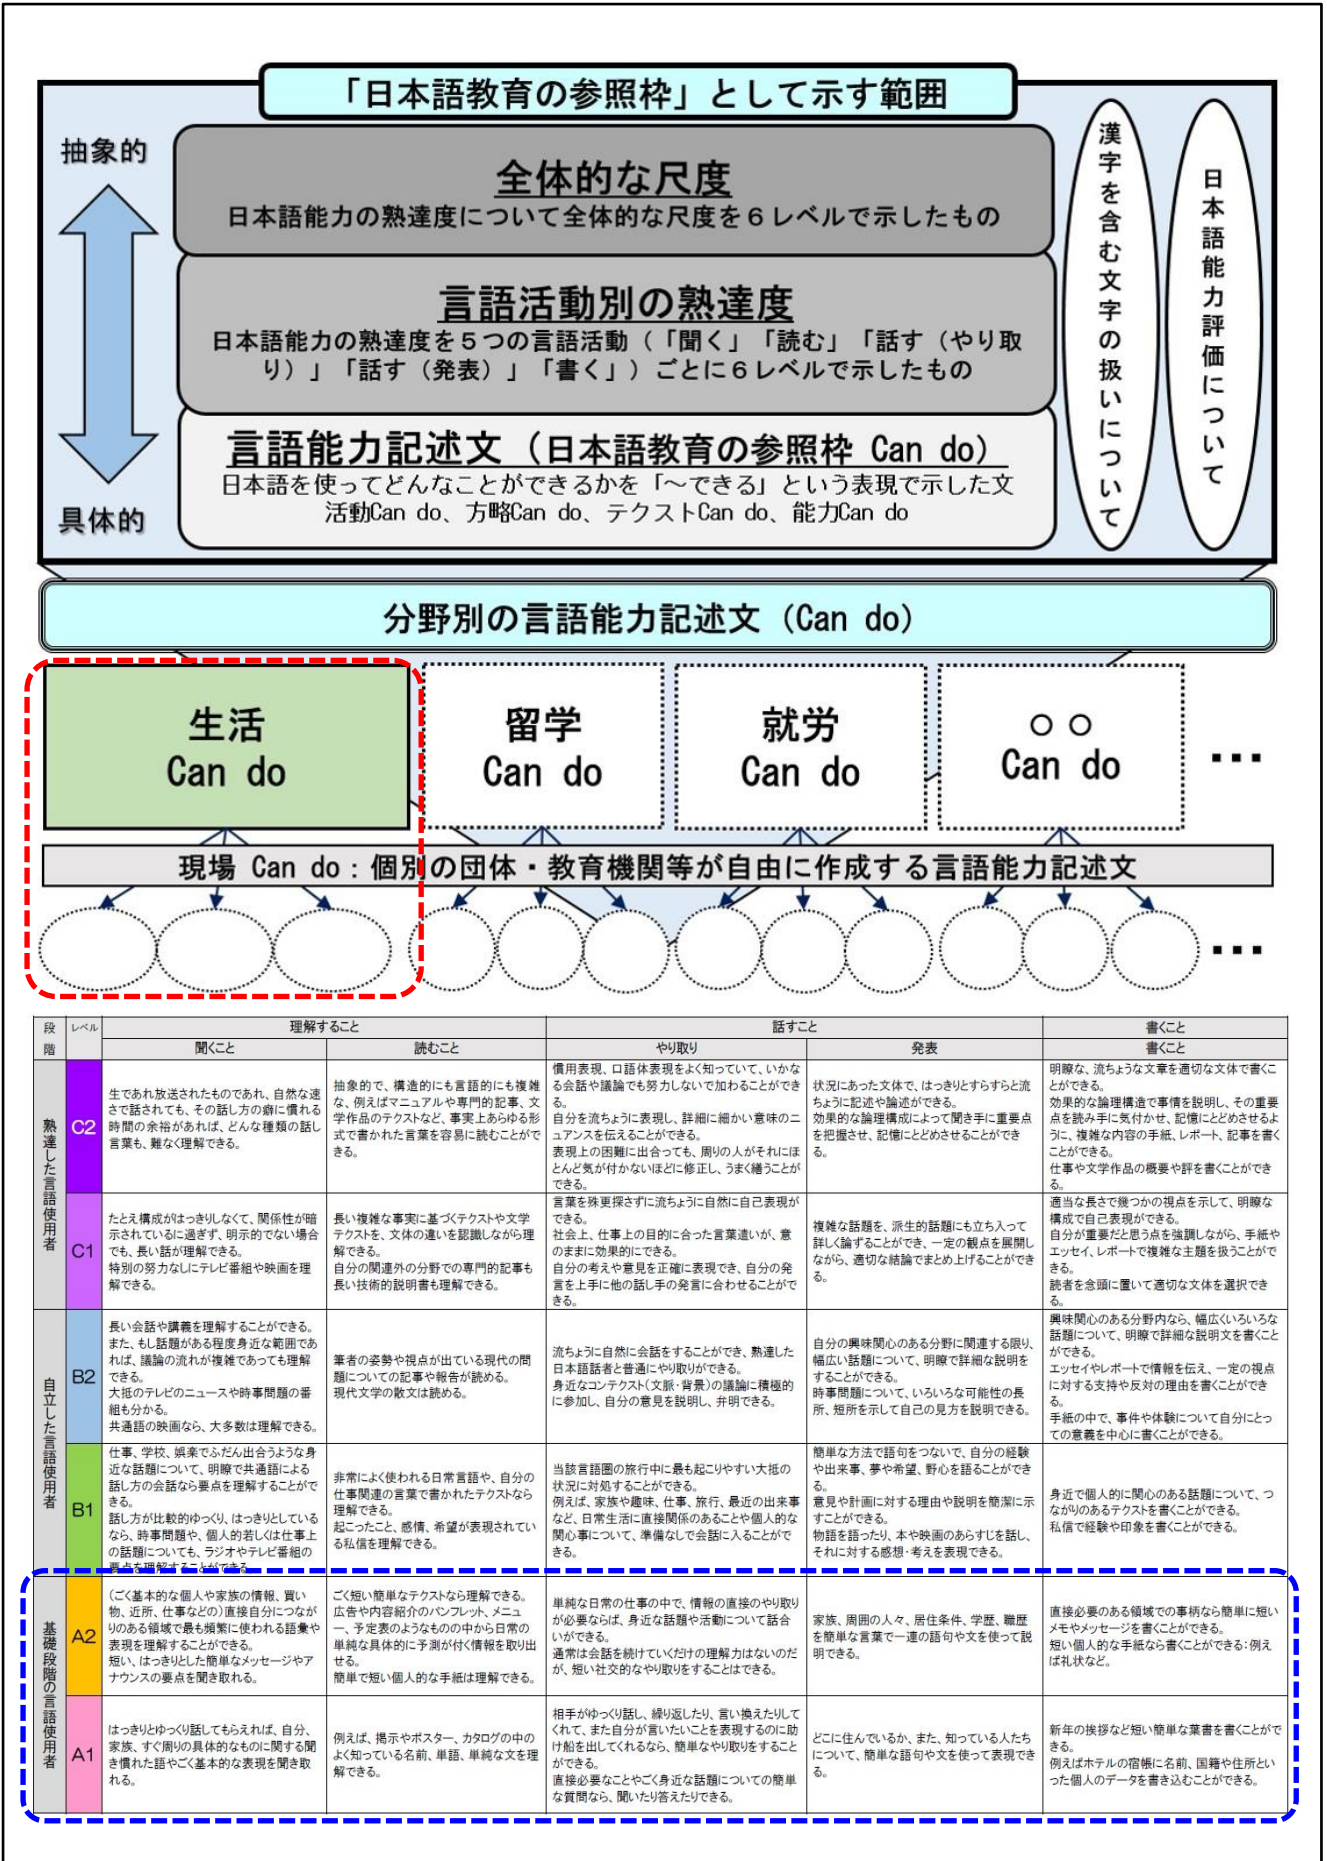 「日本語教育の参照枠」として示す範囲
抽象的
具体的
全体的な尺度
日本語能力の熟達度について全体的な尺度を６レベルで示したもの
言語活動別の熟達度
日本語能力の熟達度を５つの言語活動（「聞く」「読む」「話す（やり取
り）」「話す（発表）」「書く」）ごとに６レベルで示したもの
言語能力記述文（日本語教育の参照枠 Can do）
日本語を使ってどんなことができるかを「～できる」という表現で示した文
活動Can do、方略Can do、テクストCan do、能力Can do
漢字を含む文字の扱いについて
日本語能力評価について
分野別の言語能力記述文（Can do）
生活
Can do
留学
Can do
就労
Can do
○○
Can do
…
現場 Can do：個別の団体・教育機関等が自由に作成する言語能力記述文
…
段階
レベル
理解すること
話すこと
書くこと
聞くこと
読むこと
やり取り
発表
書くこと
熟達した言語使用者
C2
生であれ放送されたものであれ、自然な速
さで話されても、その話し方の癖に慣れる
時間の余裕があれば、どんな種類の話し
言葉も、難なく理解できる。
抽象的で、構造的にも言語的にも複雑
な、例えばマニュアルや専門的記事、文
学作品のテクストなど、事実上あらゆる形
式で書かれた言葉を容易に読むことがで
きる。
慣用表現、口語体表現をよく知っていて、いかな
る会話や議論でも努力しないで加わることができ
る。
自分を流ちょうに表現し、詳細に細かい意味のニ
ュアンスを伝えることができる。
表現上の困難に出合っても、周りの人がそれにほ
とんど気が付かないほどに修正し、うまく繕うことが
できる。
状況にあった文体で、はっきりとすらすらと流
ちょうに記述や論述ができる。
効果的な論理構成によって聞き手に重要点
を把握させ、記憶にとどめさせることができ
る。
明瞭な、流ちょうな文章を適切な文体で書くこ
とができる。
効果的な論理構造で事情を説明し、その重要
点を読み手に気付かせ、記憶にとどめさせるよ
うに、複雑な内容の手紙、レポート、記事を書く
ことができる。
仕事や文学作品の概要や評を書くことができ
る。
C1
たとえ構成がはっきりしなくて、関係性が暗
示されているに過ぎず、明示的でない場合
でも、長い話が理解できる。
特別の努力なしにテレビ番組や映画を理
解できる。
長い複雑な事実に基づくテクストや文学
テクストを、文体の違いを認識しながら理
解できる。
自分の関連外の分野での専門的記事も
長い技術的説明書も理解できる。
言葉を殊更探さずに流ちょうに自然に自己表現が
できる。
社会上、仕事上の目的に合った言葉遣いが、意
のままに効果的にできる。
自分の考えや意見を正確に表現でき、自分の発
言を上手に他の話し手の発言に合わせることがで
きる。
複雑な話題を、派生的話題にも立ち入って
詳しく論ずることができ、一定の観点を展開し
ながら、適切な結論でまとめ上げることができ
る。
適当な長さで幾つかの視点を示して、明瞭な
構成で自己表現ができる。
自分が重要だと思う点を強調しながら、手紙や
エッセイ、レポートで複雑な主題を扱うことがで
きる。
読者を念頭に置いて適切な文体を選択でき
る。
自立した言語使用者
B2
長い会話や講義を理解することができる。
また、もし話題がある程度身近な範囲であ
れば、議論の流れが複雑であっても理解
できる。
大抵のテレビのニュースや時事問題の番
組も分かる。
共通語の映画なら、大多数は理解できる。
筆者の姿勢や視点が出ている現代の問
題についての記事や報告が読める。
現代文学の散文は読める。
流ちょうに自然に会話をすることができ、熟達した
日本語話者と普通にやり取りができる。
身近なコンテクスト（文脈・背景）の議論に積極的
に参加し、自分の意見を説明し、弁明できる。
自分の興味関心のある分野に関連する限り、
幅広い話題について、明瞭で詳細な説明を
することができる。
時事問題について、いろいろな可能性の長
所、短所を示して自己の見方を説明できる。
興味関心のある分野内なら、幅広くいろいろな
話題について、明瞭で詳細な説明文を書くこと
ができる。
エッセイやレポートで情報を伝え、一定の視点
に対する支持や反対の理由を書くことができ
る。
手紙の中で、事件や体験について自分にとっ
ての意義を中心に書くことができる。
B1
仕事、学校、娯楽でふだん出合うような身
近な話題について、明瞭で共通語による
話し方の会話なら要点を理解することがで
きる。
話し方が比較的ゆっくり、はっきりとしている
なら、時事問題や、個人的若しくは仕事上
の話題についても、ラジオやテレビ番組の
要点を理解することができる。
非常によく使われる日常言語や、自分の
仕事関連の言葉で書かれたテクストなら
理解できる。
起こったこと、感情、希望が表現されてい
る私信を理解できる。
当該言語圏の旅行中に最も起こりやすい大抵の
状況に対処することができる。
例えば、家族や趣味、仕事、旅行、最近の出来事
など、日常生活に直接関係のあることや個人的な
関心事について、準備なしで会話に入ることがで
きる。
簡単な方法で語句をつないで、自分の経験
や出来事、夢や希望、野心を語ることができ
る。
意見や計画に対する理由や説明を簡潔に示
すことができる。
物語を語ったり、本や映画のあらすじを話し、
それに対する感想・考えを表現できる。
身近で個人的に関心のある話題について、つ
ながりのあるテクストを書くことができる。
私信で経験や印象を書くことができる。
基礎段階の言語使用者
A2
（ごく基本的な個人や家族の情報、買い
物、近所、仕事などの）直接自分につなが
りのある領域で最も頻繁に使われる語彙や
表現を理解することができる。
短い、はっきりとした簡単なメッセージやア
ナウンスの要点を聞き取れる。
ごく短い簡単なテクストなら理解できる。
広告や内容紹介のパンフレット、メニュ
ー、予定表のようなものの中から日常の
単純な具体的に予測が付く情報を取り出
せる。
簡単で短い個人的な手紙は理解できる。
単純な日常の仕事の中で、情報の直接のやり取り
が必要ならば、身近な話題や活動について話合
いができる。
通常は会話を続けていくだけの理解力はないのだ
が、短い社交的なやり取りをすることはできる。
家族、周囲の人々、居住条件、学歴、職歴
を簡単な言葉で一連の語句や文を使って説
明できる。
直接必要のある領域での事柄なら簡単に短い
メモやメッセージを書くことができる。
短い個人的な手紙なら書くことができる：例え
ば礼状など。
A1
はっきりとゆっくり話してもらえれば、自分、
家族、すぐ周りの具体的なものに関する聞
き慣れた語やごく基本的な表現を聞き取
れる。
例えば、掲示やポスター、カタログの中の
よく知っている名前、単語、単純な文を理
解できる。
相手がゆっくり話し、繰り返したり、言い換えたりして
くれて、また自分が言いたいことを表現するのに助
け船を出してくれるなら、簡単なやり取りをすること
ができる。
直接必要なことやごく身近な話題についての簡単
な質問なら、聞いたり答えたりできる。
どこに住んでいるか、また、知っている人たち
について、簡単な語句や文を使って表現でき
る。
新年の挨拶など短い簡単な葉書を書くことがで
きる。
例えばホテルの宿帳に名前、国籍や住所とい
った個人のデータを書き込むことができる。